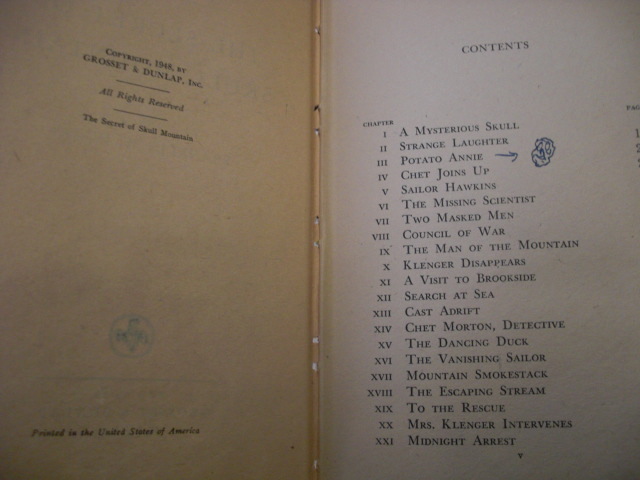 COPYRIGHT, 1948, BY
GROSSET & DUNLAP, INC.
All Rights Reserved
The Secret of Skull Mountain
Printed in the United States of America
CONTENTS
CHAPTER
I A MYSTERIOUS SKULL
II STRANGE LAUGHTER
III POTATO ANNIE
IV CHET JOINS UP
V SAILOR HAWKINS
VI THE MISSING SCIENTIST
VII TWO MASKED MEN
VIII COUNCIL OF WAR
IX THE MAN OF THE MOUNTAIN
X KLENGER DISAPPEARS
XI A VISIT TO BROOKSIDE
XII SEARCH AT SEA
XIII CAST ADRIFT
XIV CHET MORTON, DETECTIVE
XV THE DANCING DUCK
XVI THE VANISHING SAILOR
XVII MOUNTAIN SMOKESTACK
XVIII THE ESCAPING STREAM
XIX TO THE RESCUE
XX MRS. KLENGER INTERVENES
XXI MIDNIGHT ARREST
v